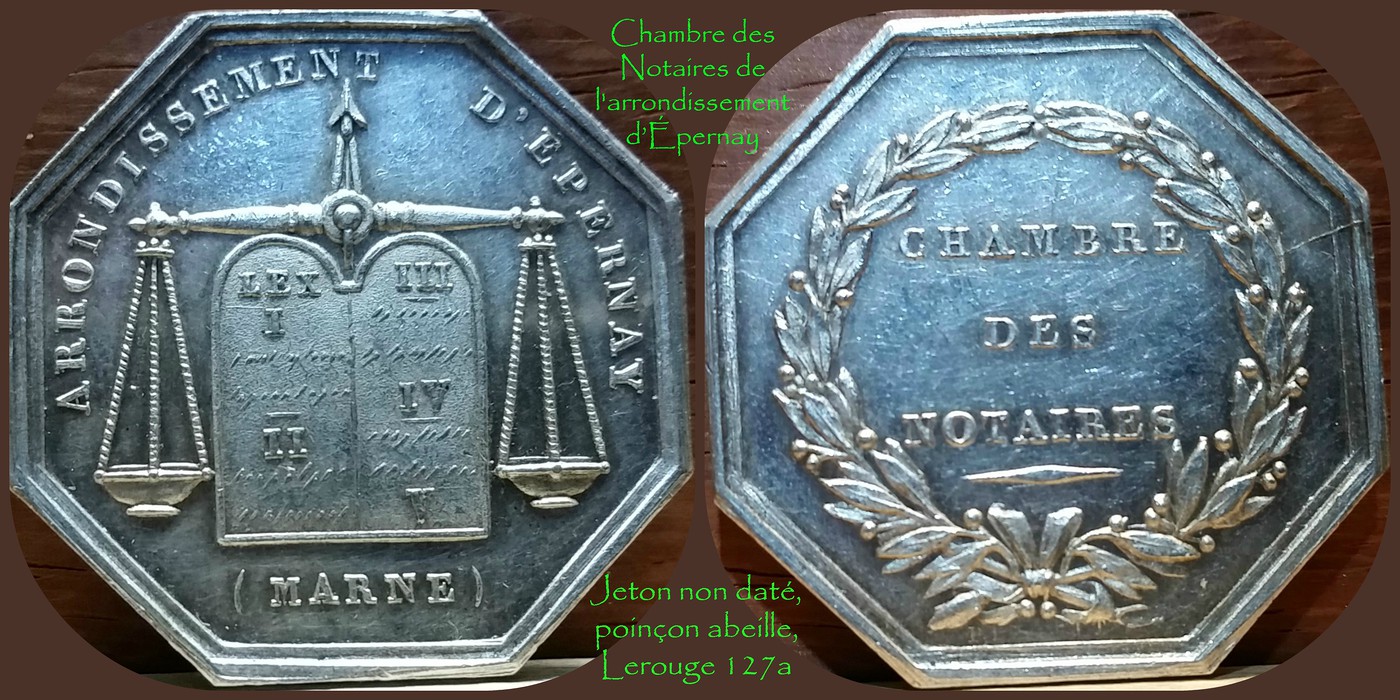 ARRONDISSEMENT D'EPERNAY
LEX
I
II
III
IV
V
( MARNE )
Chambre des
Notaires de
l'arrondissement
d'Épernay
Jeton non daté,
poinçon abeille,
Lerouge 127a
CHAMBRE
DES
NOTAIRES